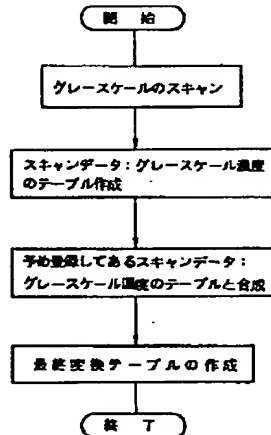 開 始
グレースケールのスキャン
スキャンデータ：グレースケール濃度
のテーブル作成
予め登録してあるスキャンデータ：
グレースケール濃度のテーブルと合成
最終変換テーブルの作成
終 了